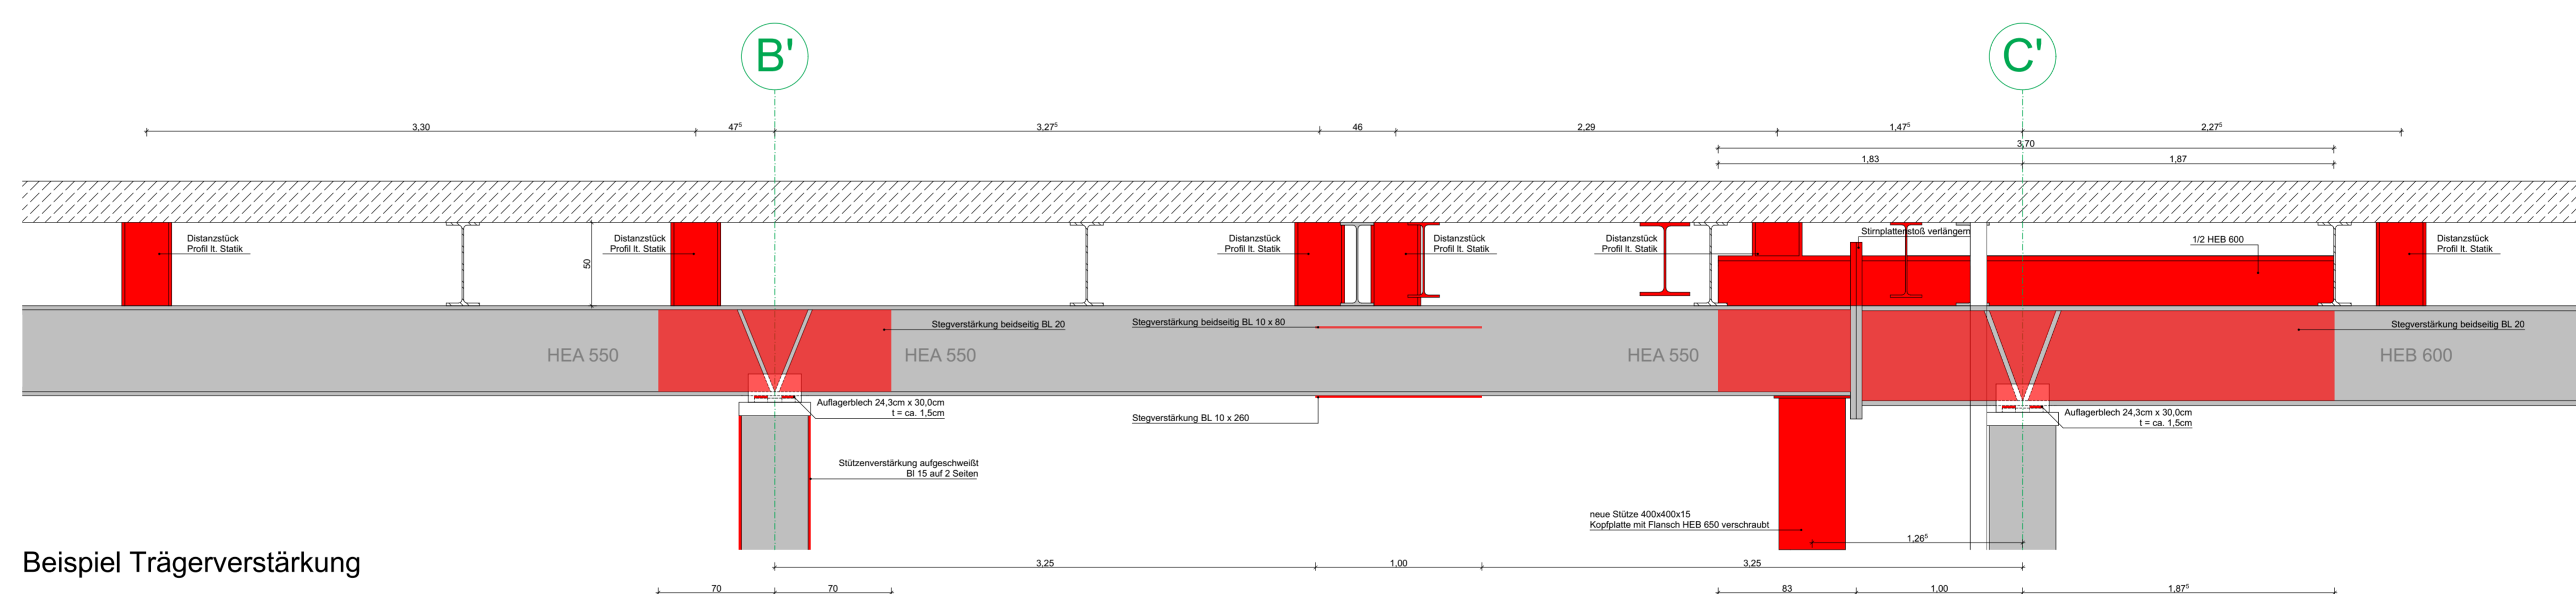 B'
C'
3,30
47⁵
3,27⁵
46
2,29
1,47⁵
2,27⁵
3,70
1,83
1,87
Distanzstück
Profil lt. Statik
Distanzstück
Profil lt. Statik
50
Distanzstück
Profil lt. Statik
Distanzstück
Profil lt. Statik
Distanzstück
Profil lt. Statik
Stirnplattenstoß verlängern
1/2 HEB 600
Distanzstück
Profil lt. Statik
Stegverstärkung beidseitig BL 20
Stegverstärkung beidseitig BL 10 x 80
Stegverstärkung beidseitig BL 20
HEA 550
HEA 550
HEA 550
HEB 600
Auflagerblech 24,3cm x 30,0cm
t = ca. 1,5cm
Stegverstärkung BL 10 x 260
Auflagerblech 24,3cm x 30,0cm
t = ca. 1,5cm
Stützenverstärkung aufgeschweißt
Bl 15 auf 2 Seiten
neue Stütze 400x400x15
Kopfplatte mit Flansch HEB 650 verschraubt
1,26⁵
Beispiel Trägerverstärkung
3,25
1,00
3,25
70
70
83
1,00
1,87⁵